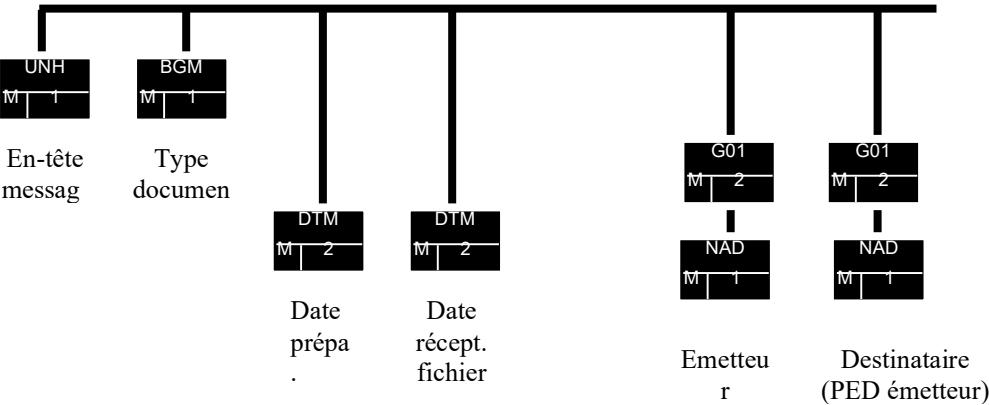 UNH
M 1
En-tête
messag
BGM
M 1
Type
documen
DTM
M 2
Date
prépa
.
DTM
M 2
Date
récept.
fichier
G01
M 2
NAD
M 1
Emetteu
r
G01
M 2
NAD
M 1
Destinataire
(PED émetteur)